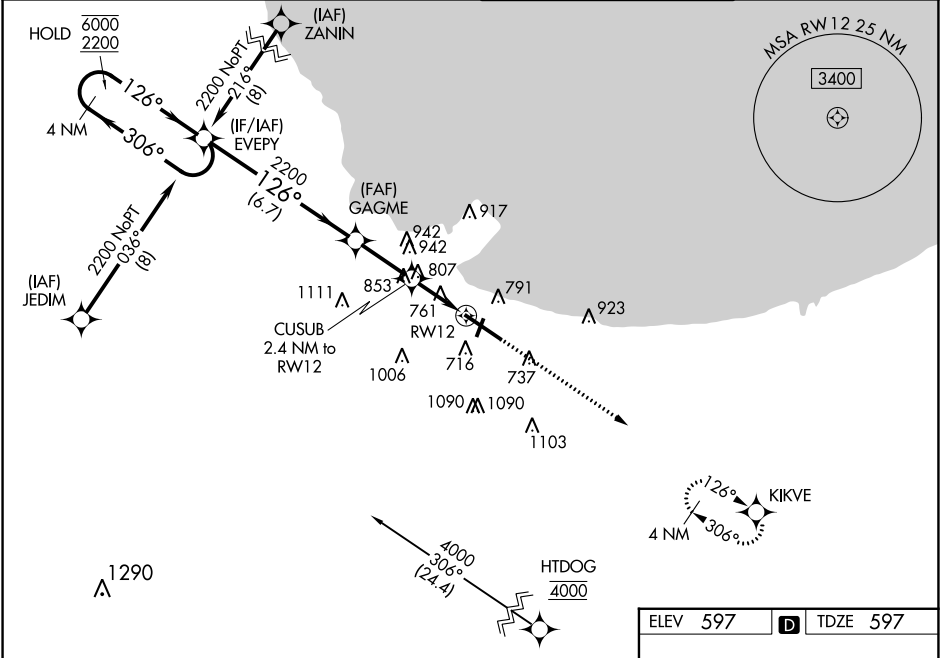 HOLD
6000
2200
(IAF)
ZANIN
2200 NoPT
216°
(8)
MSA RW12 25 NM
3400
126°
306°
4 NM
(IF/IAF)
EVEPY
2200
126°
(6.7)
(FAF)
GAGME
2200 NoPT
036°
(8)
(IAF)
JEDIM
917
942
942
807
853
1111
761
791
923
RW12
CUSUB
2.4 NM to
RW12
1006
716
737
1090
1090
1103
126°
306°
4 NM
KIKVE
4000
306°
(24.4)
HTDOG
4000
1290
ELEV 597 D TDZE 597